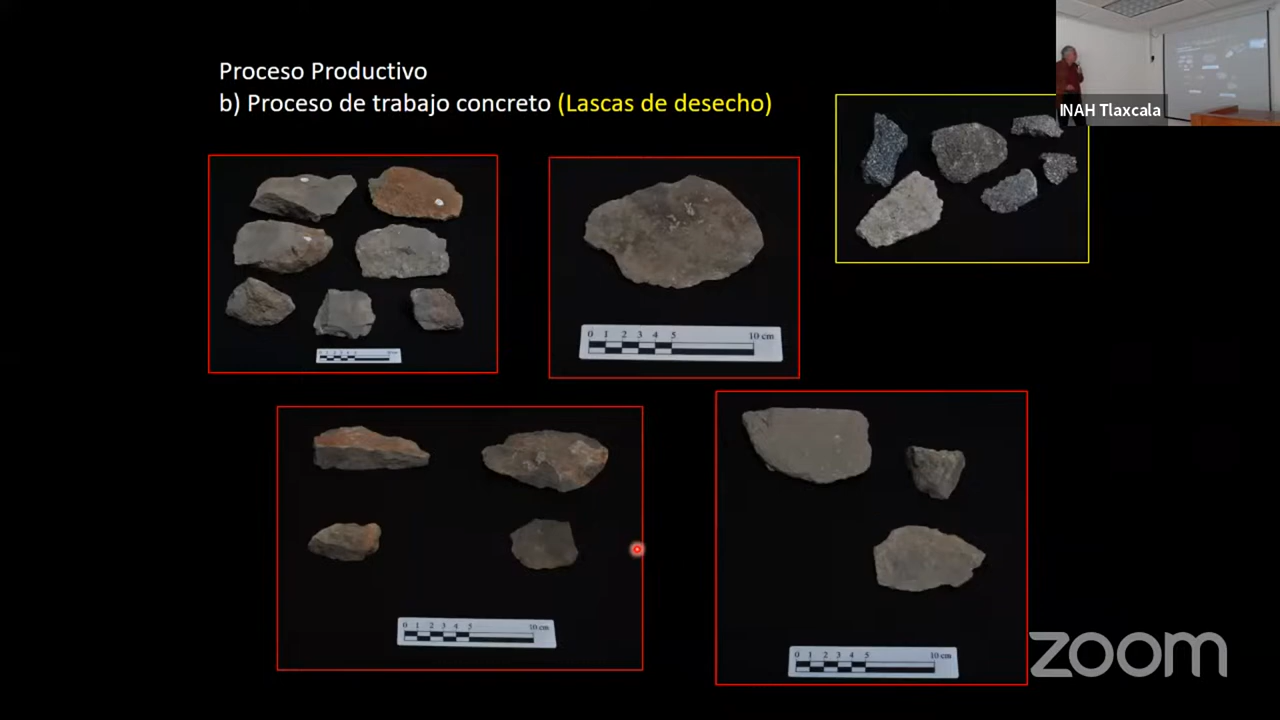 Proceso Productivo
b) Proceso de trabajo concreto (Lascas de desecho)
INAH Tlaxcala
0 1 2 3 4 5 10 cm
0 1 2 3 4 5 10 cm
0 1 2 3 4 5 10 cm
zoom